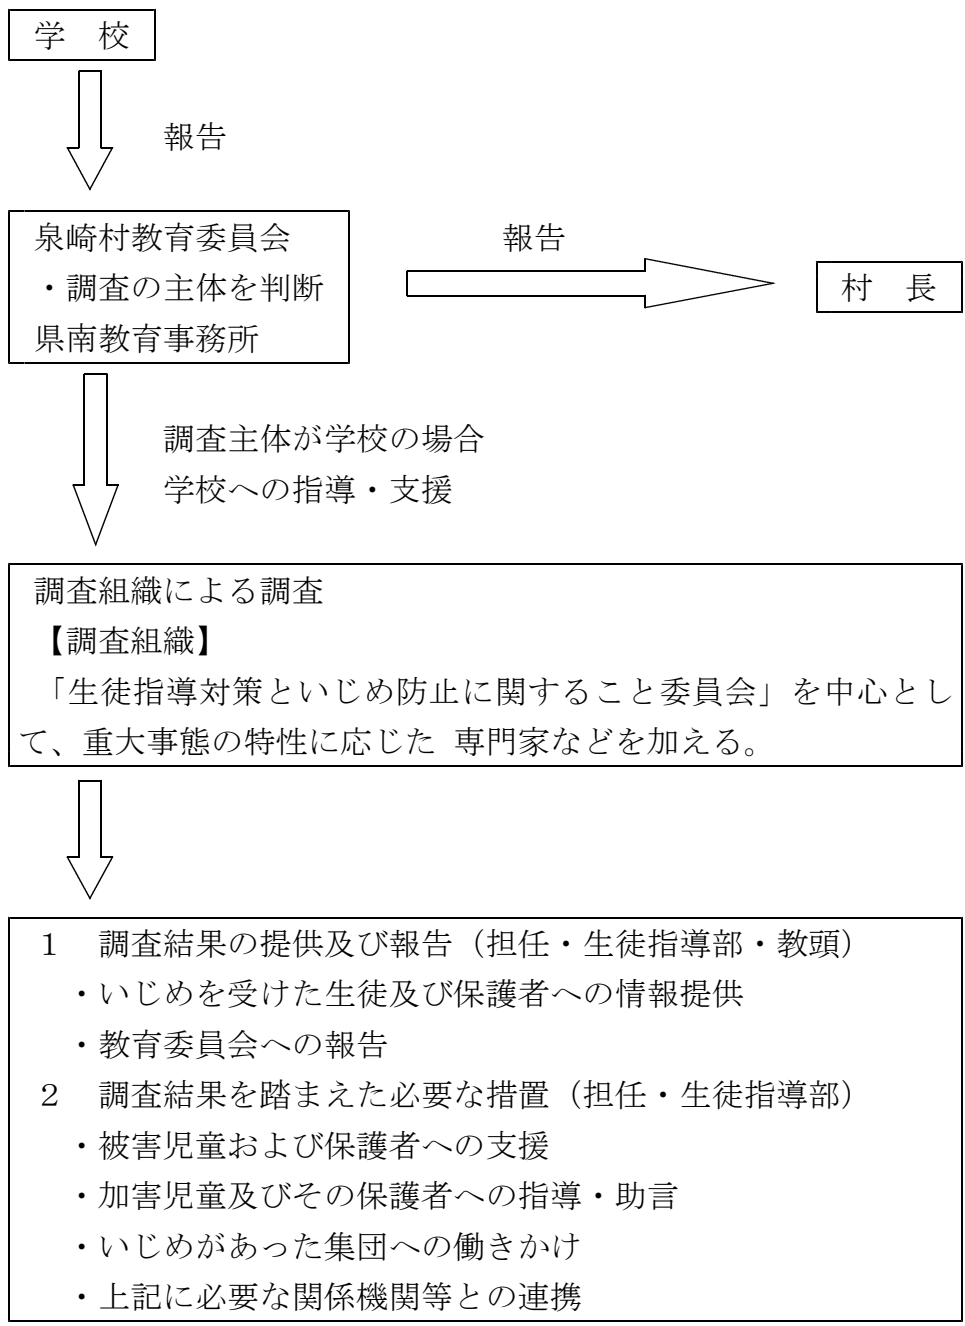 学　校
報告
泉崎村教育委員会
・調査の主体を判断
県南教育事務所
報告
村　長
調査主体が学校の場合
学校への指導・支援
調査組織による調査
【調査組織】
「生徒指導対策といじめ防止に関すること委員会」を中心とし
て、重大事態の特性に応じた 専門家などを加える。
１　調査結果の提供及び報告（担任・生徒指導部・教頭）
・いじめを受けた生徒及び保護者への情報提供
・教育委員会への報告
２　調査結果を踏まえた必要な措置（担任・生徒指導部）
・被害児童および保護者への支援
・加害児童及びその保護者への指導・助言
・いじめがあった集団への働きかけ
・上記に必要な関係機関等との連携